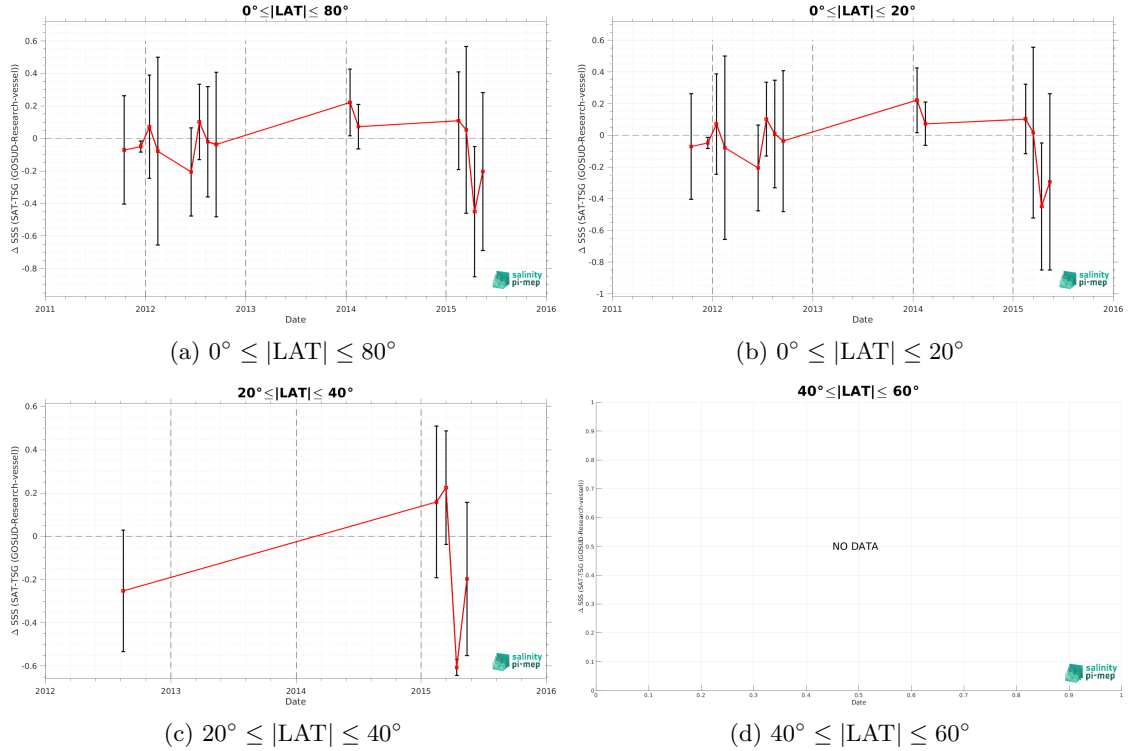 0°≤|LAT|≤ 80°
Δ SSS (SAT-TSG (GOSUD-Research-vessel))
0.6
0.4
0.2
0
-0.2
-0.4
-0.6
-0.8
2011 2012 2013 2014 2015 2016
Date
salinity
pi-mep
(a) 0° ≤ |LAT| ≤ 80°
0°≤|LAT|≤ 20°
Δ SSS (SAT-TSG (GOSUD-Research-vessel))
0.6
0.4
0.2
0
-0.2
-0.4
-0.6
-0.8
-1
2011 2012 2013 2014 2015 2016
Date
salinity
pi-mep
(b) 0° ≤ |LAT| ≤ 20°
20°≤|LAT|≤ 40°
Δ SSS (SAT-TSG (GOSUD-Research-vessel))
0.6
0.4
0.2
0
-0.2
-0.4
-0.6
2012 2013 2014 2015 2016
Date
salinity
pi-mep
(c) 20° ≤ |LAT| ≤ 40°
40°≤|LAT|≤ 60°
Δ SSS (SAT-TSG (GOSUD-Research-vessel))
1
0.9
0.8
0.7
0.6
0.5
0.4
0.3
0.2
0.1
0
NO DATA
0 0.1 0.2 0.3 0.4 0.5 0.6 0.7 0.8 0.9 1
Date
salinity
pi-mep
(d) 40° ≤ |LAT| ≤ 60°